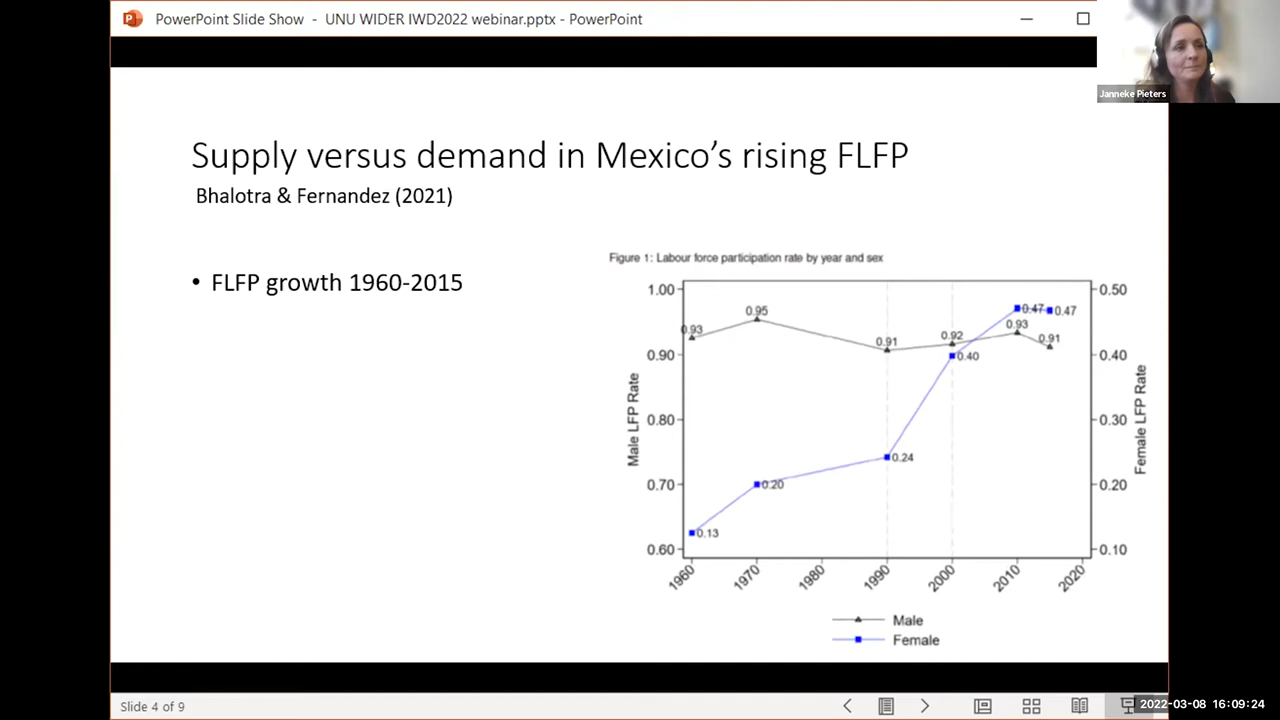 PowerPoint Slide Show - UNU WIDER IWD2022 webinar.pptx - PowerPoint
Janneke Pieters
Supply versus demand in Mexico's rising FLFP
Bhalotra & Fernandez (2021)
• FLFP growth 1960-2015
Figure 1: Labour force participation rate by year and sex
Male LFP Rate
1.00
0.90
0.80
0.70
0.60
0.93
0.95
0.91
0.92
0.93
0.91
0.13
0.20
0.24
0.40
0.47
0.47
0.50
0.40
0.30
0.20
0.10
Female LFP Rate
1960
1970
1980
1990
2000
2010
2020
Male
Female
Slide 4 of 9
2022-03-08 16:09:24